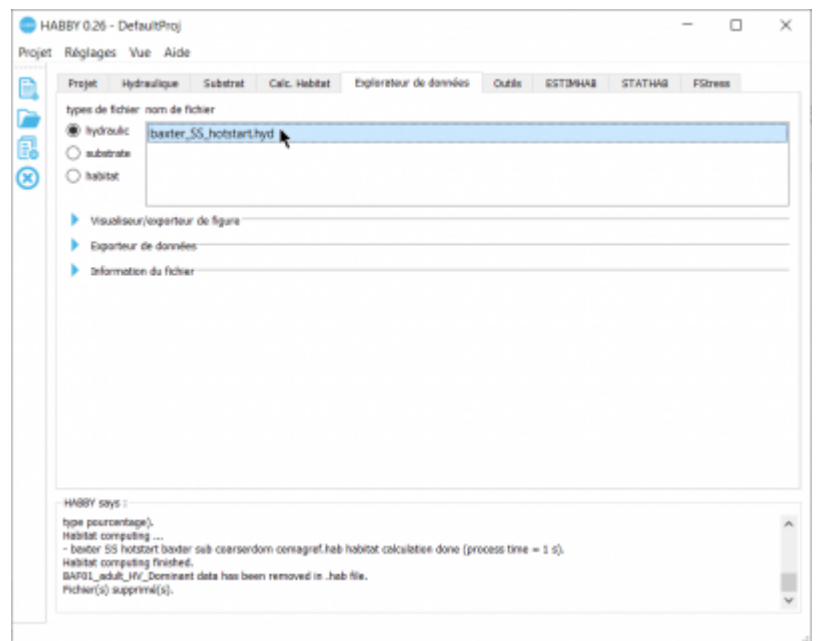 HABBY 0.26 - DefaultProj
Projet Réglages Vue Aide
Projet Hydraulique Substrat Calc. Habitat Explorateur de données Outils ESTIMHAB STATHAB FStress
types de fichier nom de fichier
hydraulic baxter_SS_hotstart.hyd
substrate
habitat
Visualiseur/exporteur de figure
Exporteur de données
Information du fichier
HABBY says :
type pourcentage).
Habitat computing ...
- baxter SS hotstart baxter sub coarserdom cemagref.hab habitat calculation done (process time = 1 s).
Habitat computing finished.
BAF01_adult_HV_Dominant data has been removed in .hab file.
Fichier(s) supprimé(s).